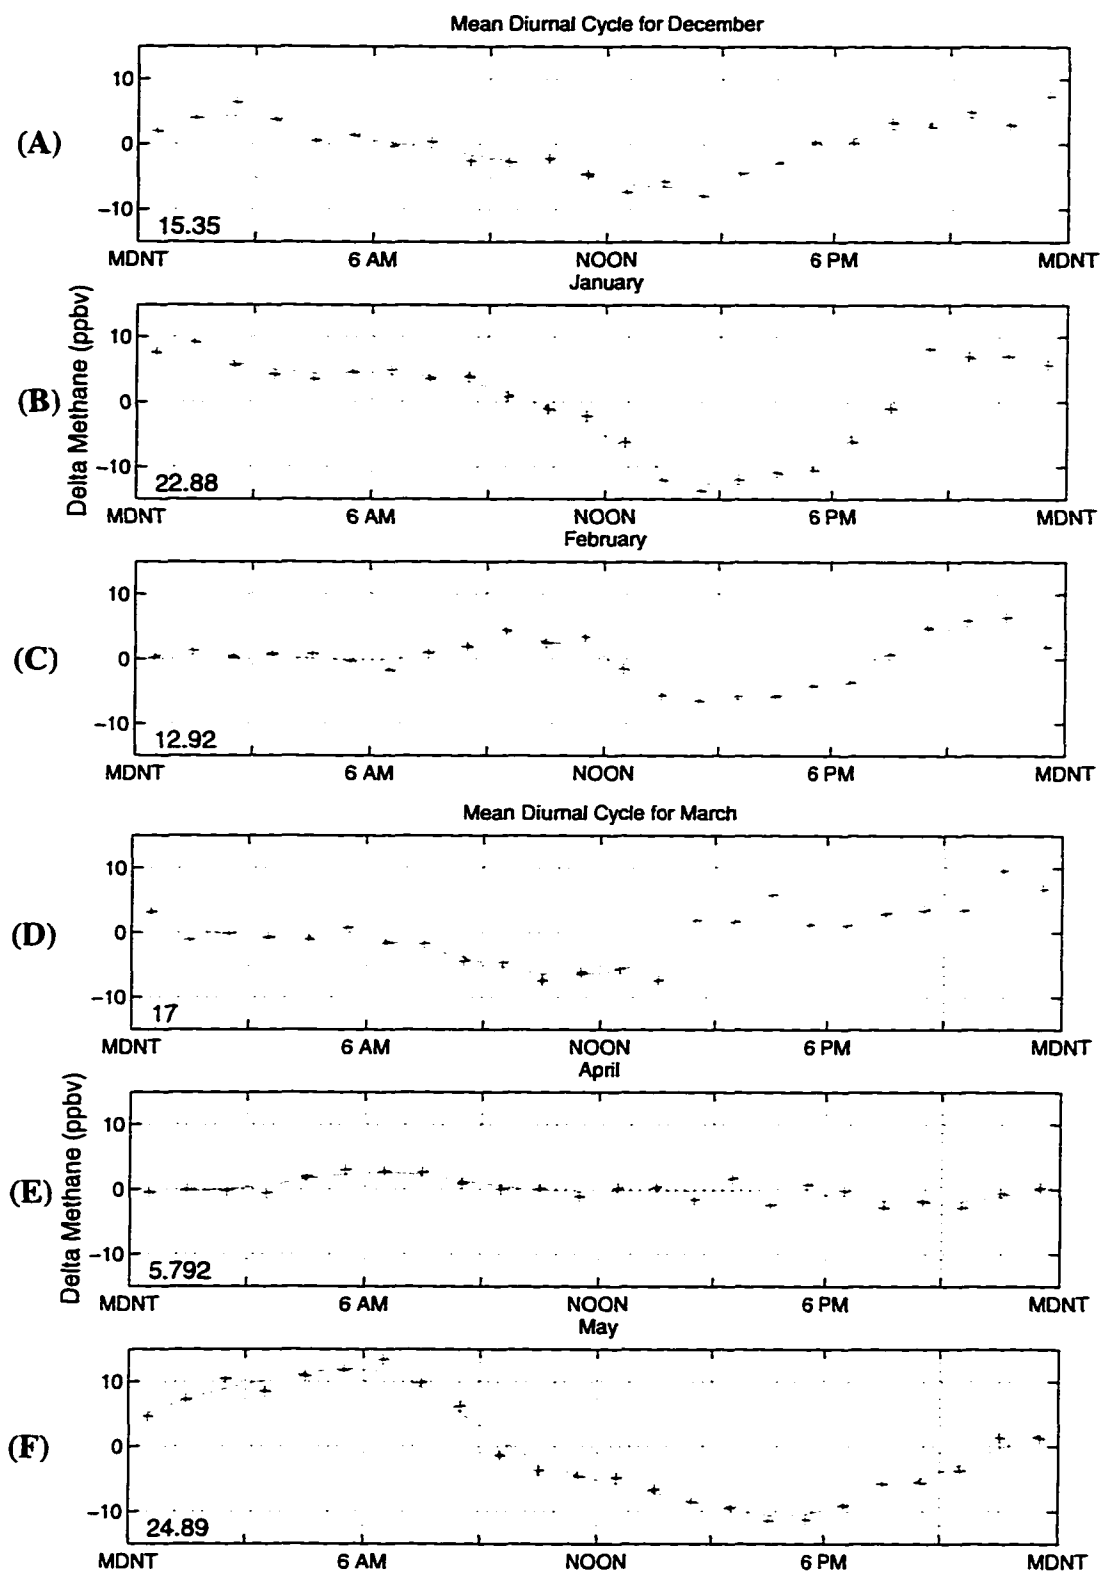 Mean Diurnal Cycle for December
(A)
10
0
−10
15.35
MDNT 6 AM NOON 6 PM MDNT
January
(B)
Delta Methane (ppbv)
10
0
−10
22.88
MDNT 6 AM NOON 6 PM MDNT
February
(C)
10
0
−10
12.92
MDNT 6 AM NOON 6 PM MDNT
Mean Diurnal Cycle for March
(D)
10
0
−10
17
MDNT 6 AM NOON 6 PM MDNT
April
(E)
Delta Methane (ppbv)
10
0
−10
5.792
MDNT 6 AM NOON 6 PM MDNT
May
(F)
10
0
−10
24.89
MDNT 6 AM NOON 6 PM MDNT